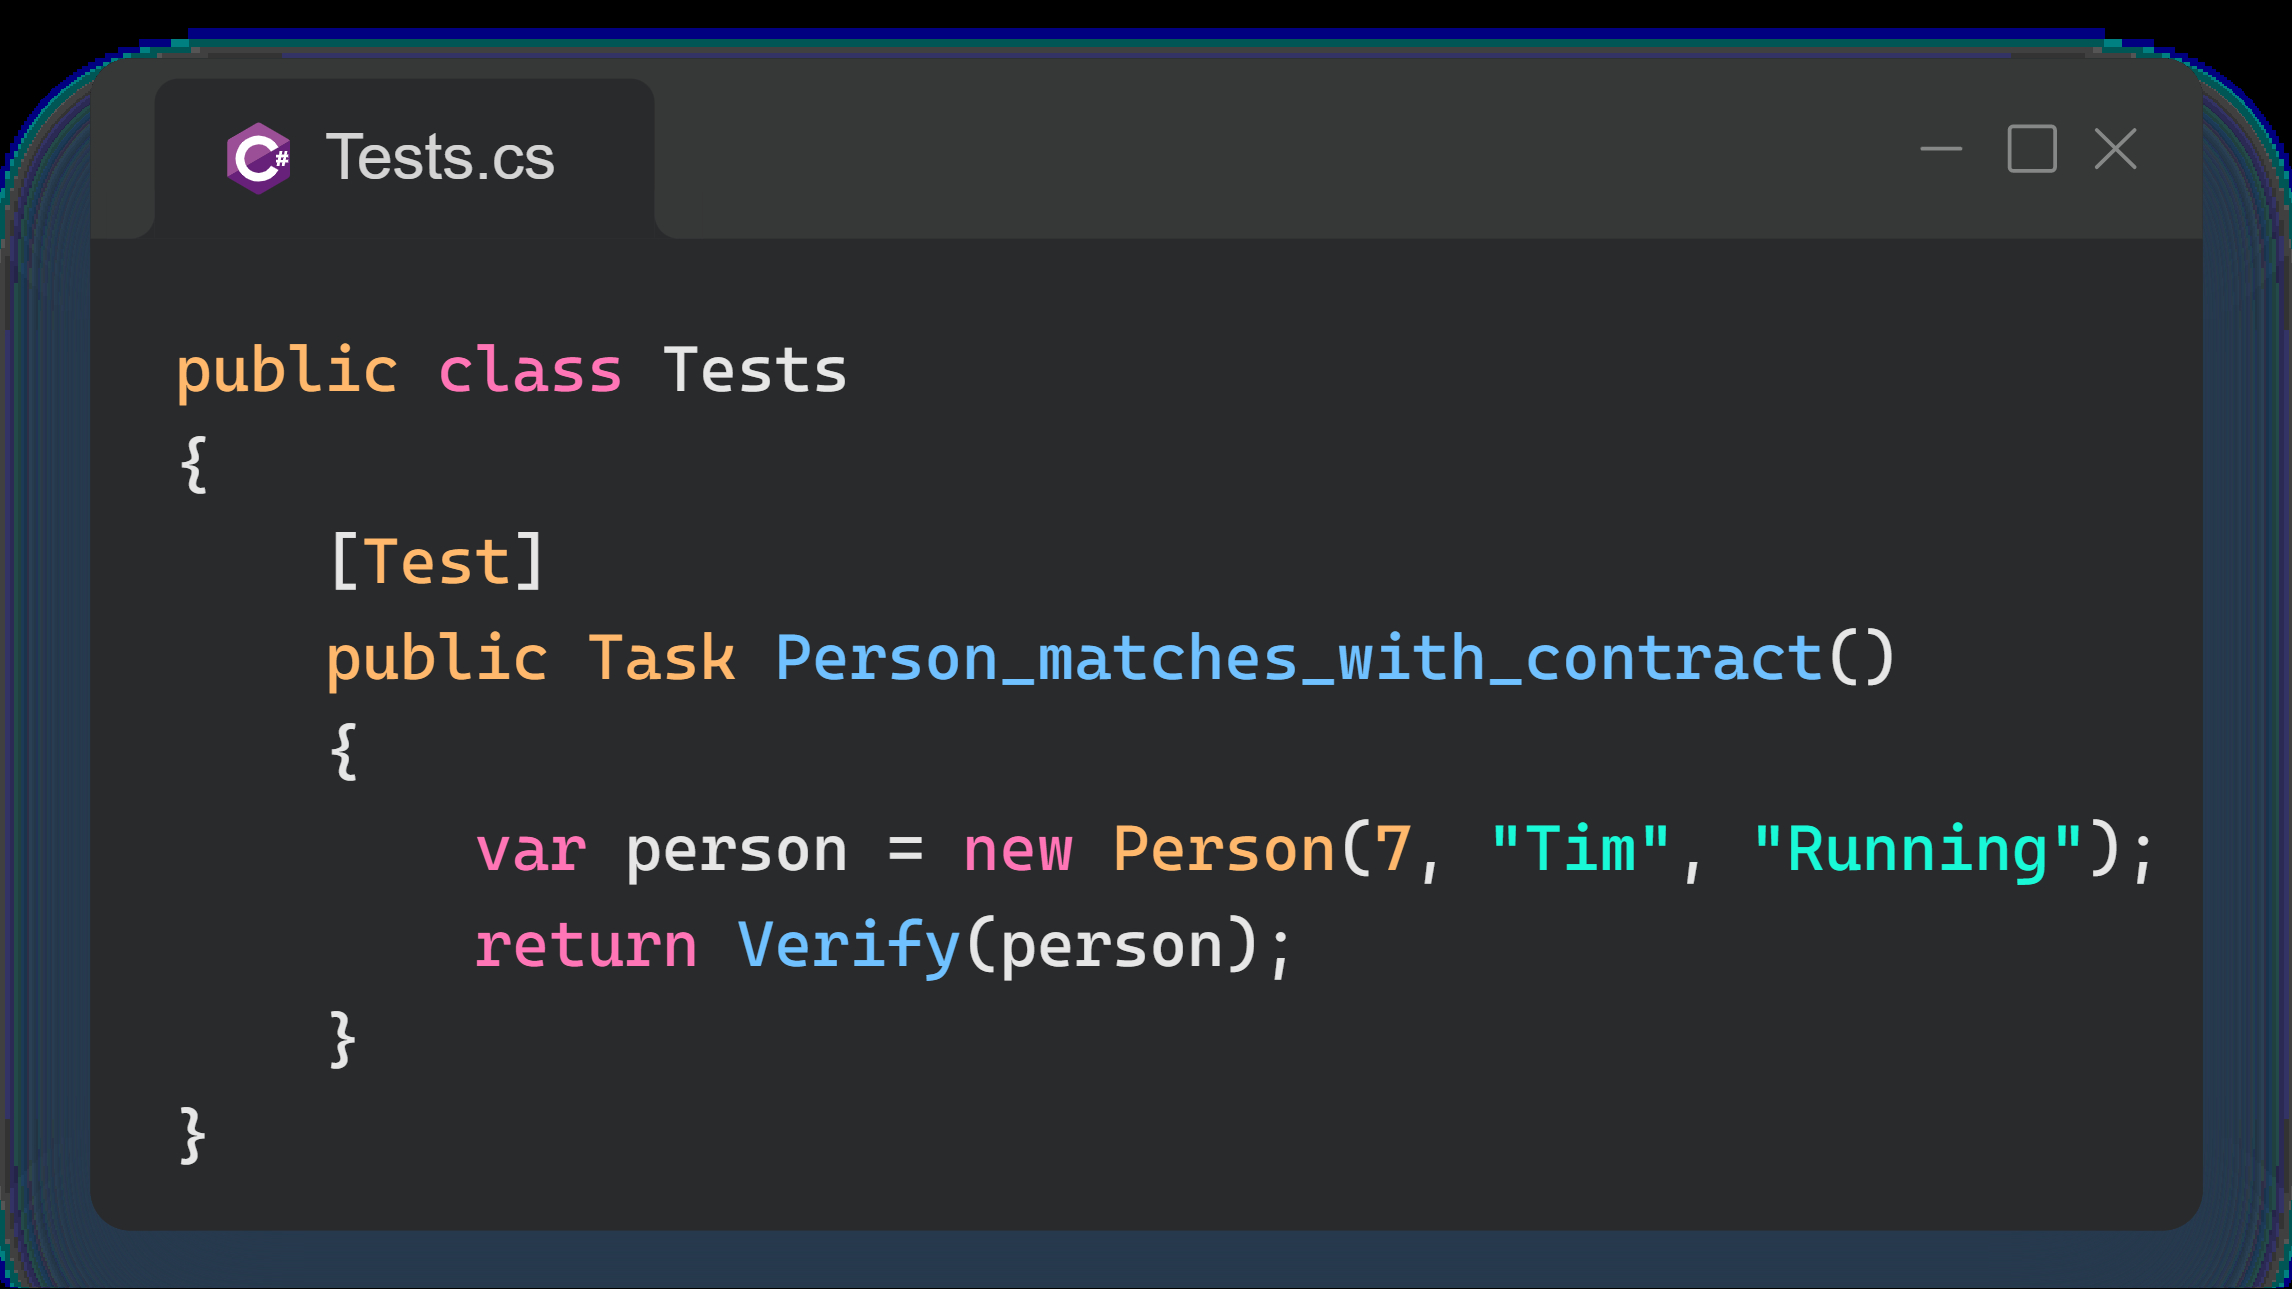 C# Tests.cs
public class Tests
{
    [Test]
    public Task Person_matches_with_contract()
    {
        var person = new Person(7, "Tim", "Running");
        return Verify(person);
    }
}